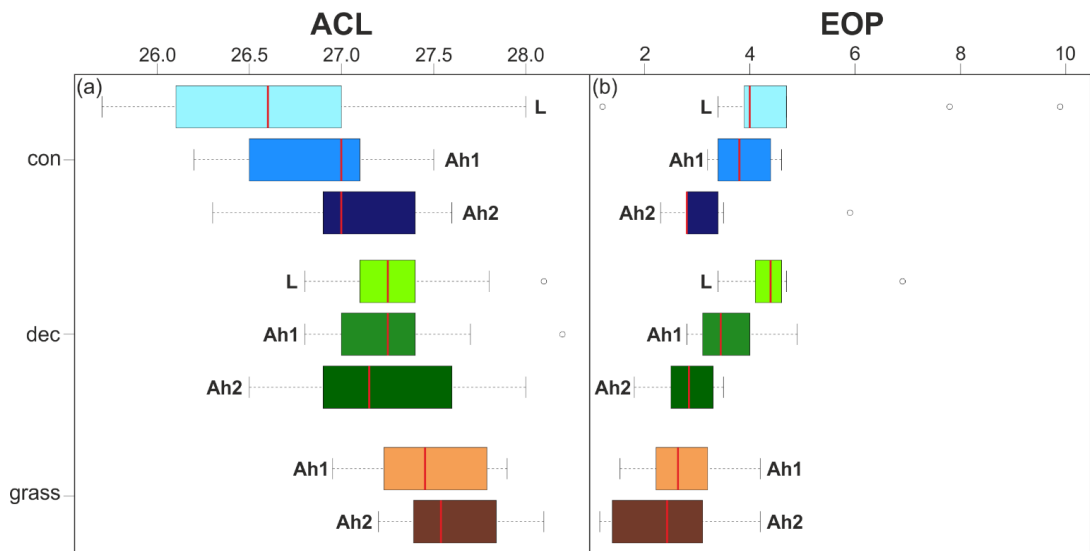 ACL EOP
26.0 26.5 27.0 27.5 28.0 2 4 6 8 10
(a) (b)
L L
con Ah1 Ah1
Ah2 Ah2
L L
dec Ah1 Ah1
Ah2 Ah2
Ah1 Ah1
grass
Ah2 Ah2